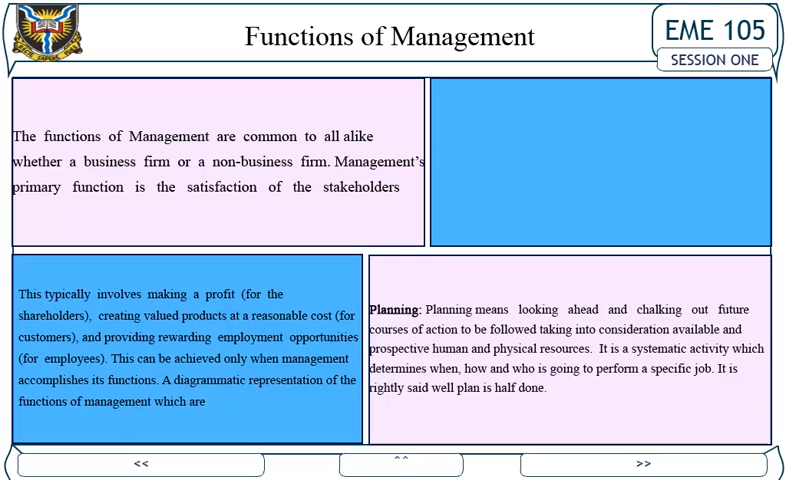 Functions of Management
EME 105
SESSION ONE
The functions of Management are common to all alike
whether a business firm or a non-business firm. Management's
primary function is the satisfaction of the stakeholders
This typically involves making a profit (for the
shareholders), creating valued products at a reasonable cost (for
customers), and providing rewarding employment opportunities
(for employees). This can be achieved only when management
accomplishes its functions. A diagrammatic representation of the
functions of management which are
Planning: Planning means looking ahead and chalking out future
courses of action to be followed taking into consideration available and
prospective human and physical resources. It is a systematic activity which
determines when, how and who is going to perform a specific job. It is
rightly said well plan is half done.
<< ^^ >>